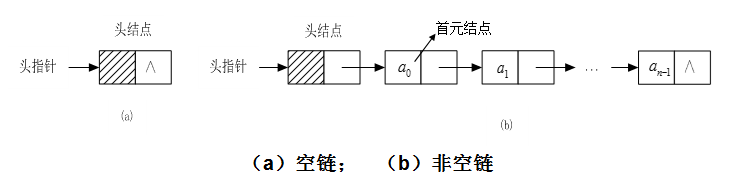 头结点 头结点 首元结点
头指针 ∧ 头指针 a₀ a₁ … aₙ₋₁ ∧
(a) (b)
（a）空链； （b）非空链